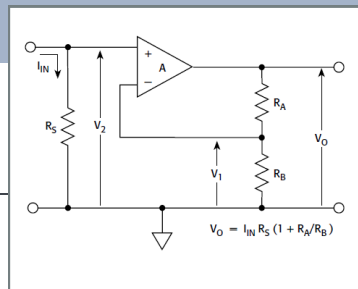 +
A
−
I_IN
R_S
V_2
R_A
V_O
V_1
R_B
V_O = I_IN R_S (1 + R_A/R_B)